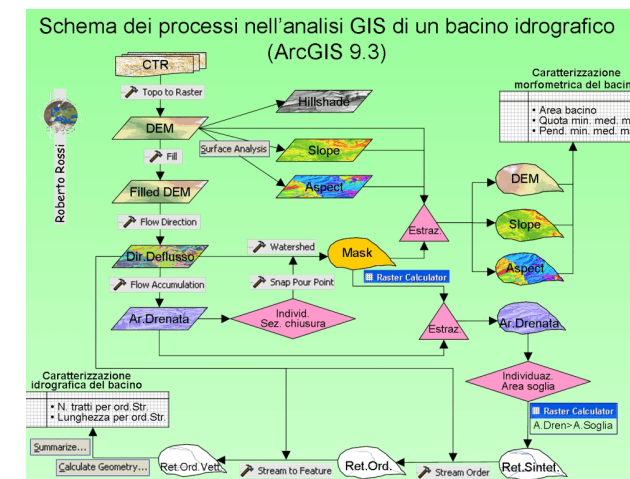 Schema dei processi nell'analisi GIS di un bacino idrografico
(ArcGIS 9.3)
CTR
Topo to Raster
DEM
Fill
Filled DEM
Flow Direction
Dir.Deflusso
Flow Accumulation
Ar.Drenata
Roberto Rossi
Hillshade
Surface Analysis
Slope
Aspect
Estraz.
Caratterizzazione
morfometrica del bacin
• Area bacino
• Quota min. med. m
• Pend. min. med. m
DEM
Slope
Aspect
Watershed
Mask
Raster Calculator
Snap Pour Point
Individ.
Sez. chiusura
Estraz.
Ar.Drenata
Individuaz.
Area soglia
Raster Calculator
A.Dren>A.Soglia
Caratterizzazione
idrografica del bacino
• N. tratti per ord.Str.
• Lunghezza per ord.Str.
Summarize...
Calculate Geometry...
Ret.Ord.Vett.
Stream to Feature
Ret.Ord.
Stream Order
Ret.Sintet.